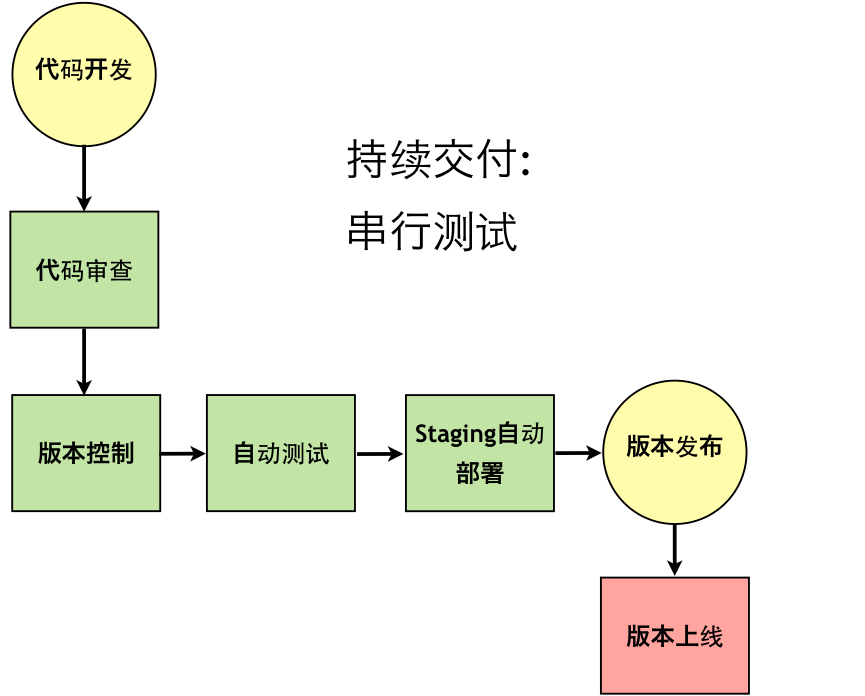 代码开发
持续交付:
串行测试
代码审查
版本控制
自动测试
Staging自动
部署
版本发布
版本上线